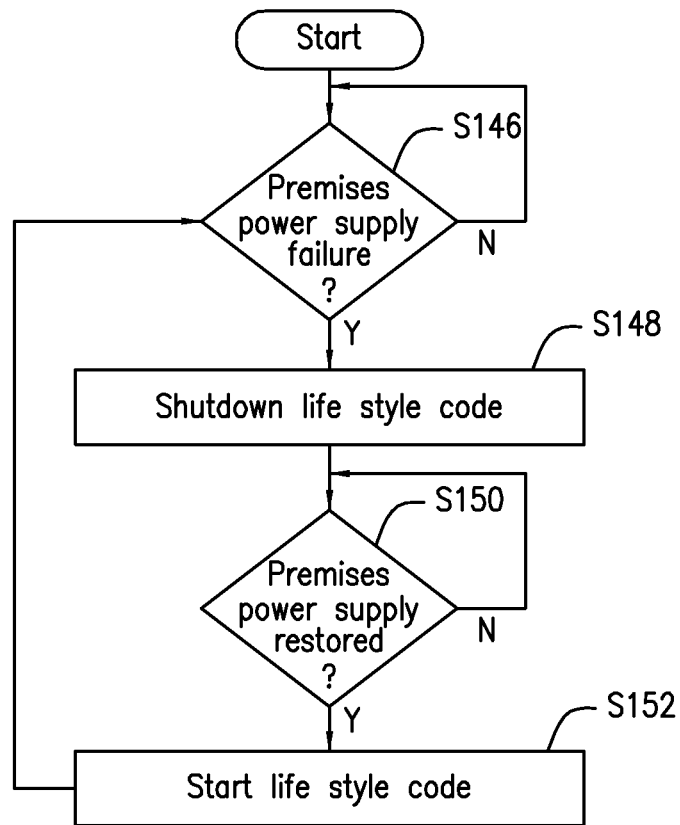 Start
S146
Premises
power supply
failure
?
N
Y
S148
Shutdown life style code
S150
Premises
power supply
restored
?
N
Y
S152
Start life style code